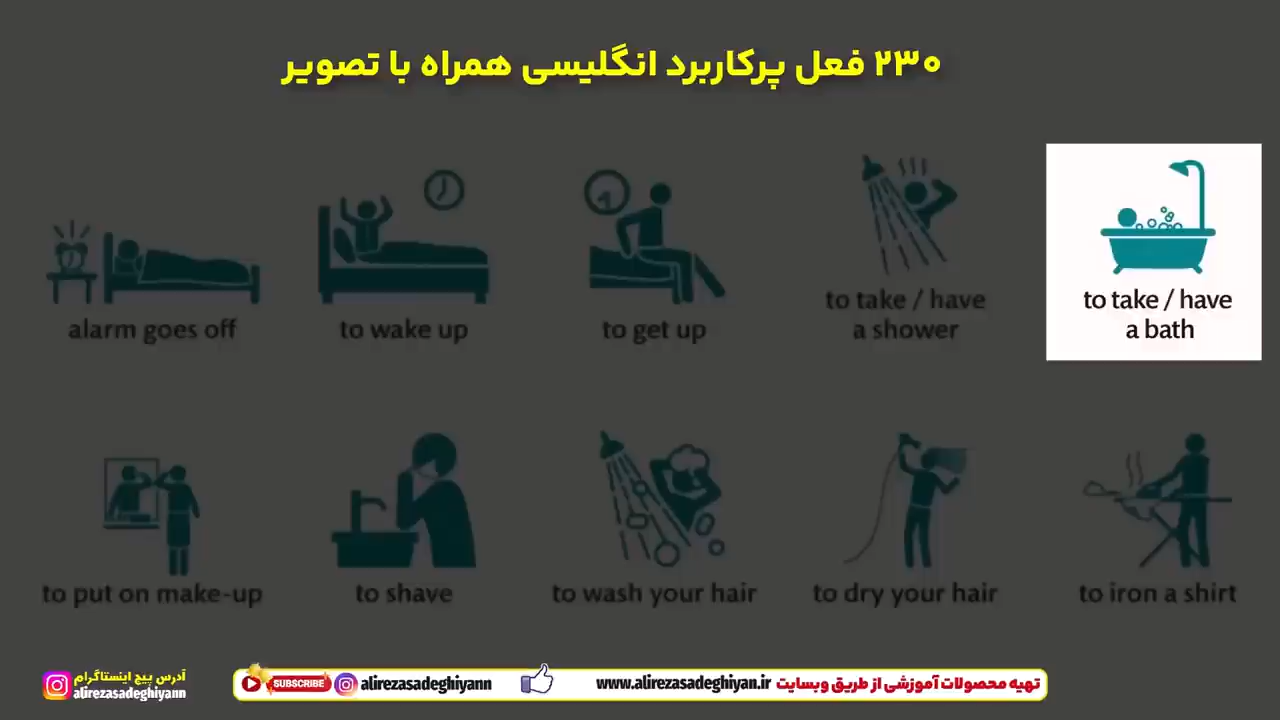 ۲۳۰ فعل پرکاربرد انگلیسی همراه با تصویر
alarm goes off
to wake up
to get up
to take / have
a shower
to take / have
a bath
to put on make-up
to shave
to wash your hair
to dry your hair
to iron a shirt
آدرس پیج اینستاگرام
alirezasadeghiyann
SUBSCRIBE
alirezasadeghiyann
www.alirezasadeghiyan.ir تهیه محصولات آموزشی از طریق وبسایت